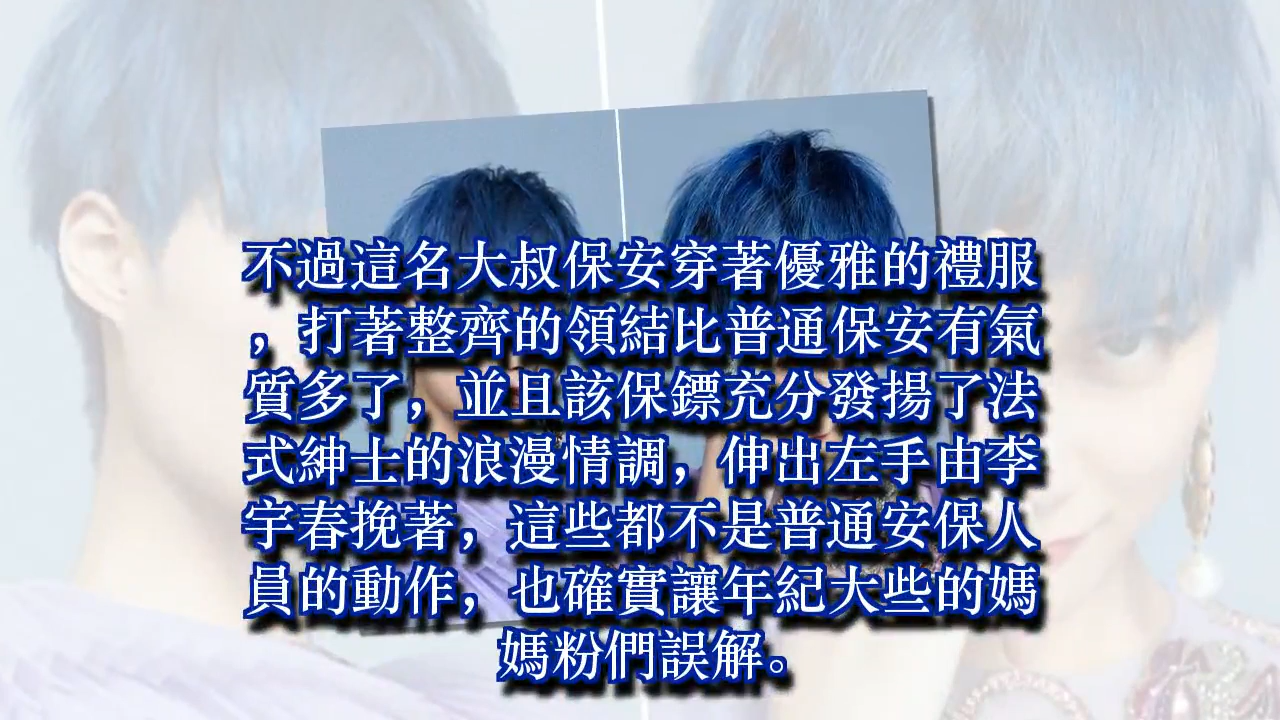 不過這名大叔保安穿著優雅的禮服
，打著整齊的領結比普通保安有氣
質多了，並且該保鏢充分發揚了法
式紳士的浪漫情調，伸出左手由李
宇春挽著，這些都不是普通安保人
員的動作，也確實讓年紀大些的媽
媽粉們誤解。